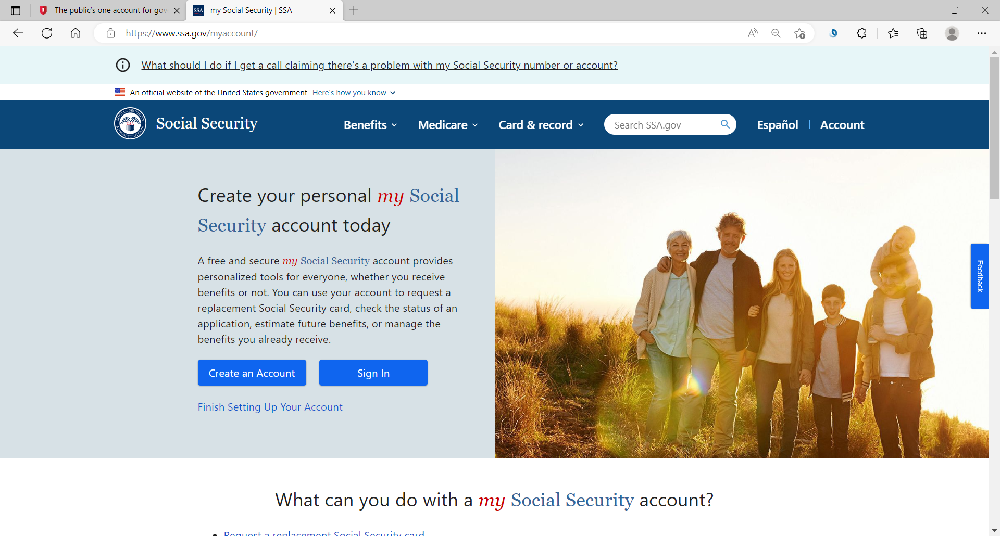 The public's one account for gov
my Social Security | SSA
https://www.ssa.gov/myaccount/
What should I do if I get a call claiming there's a problem with my Social Security number or account?
An official website of the United States government Here's how you know
Social Security
Benefits
Medicare
Card & record
Search SSA.gov
Español
Account
Create your personal my Social
Security account today
A free and secure my Social Security account provides
personalized tools for everyone, whether you receive
benefits or not. You can use your account to request a
replacement Social Security card, check the status of an
application, estimate future benefits, or manage the
benefits you already receive.
Create an Account
Sign In
Finish Setting Up Your Account
Feedback
What can you do with a my Social Security account?
Request a replacement Social Security card